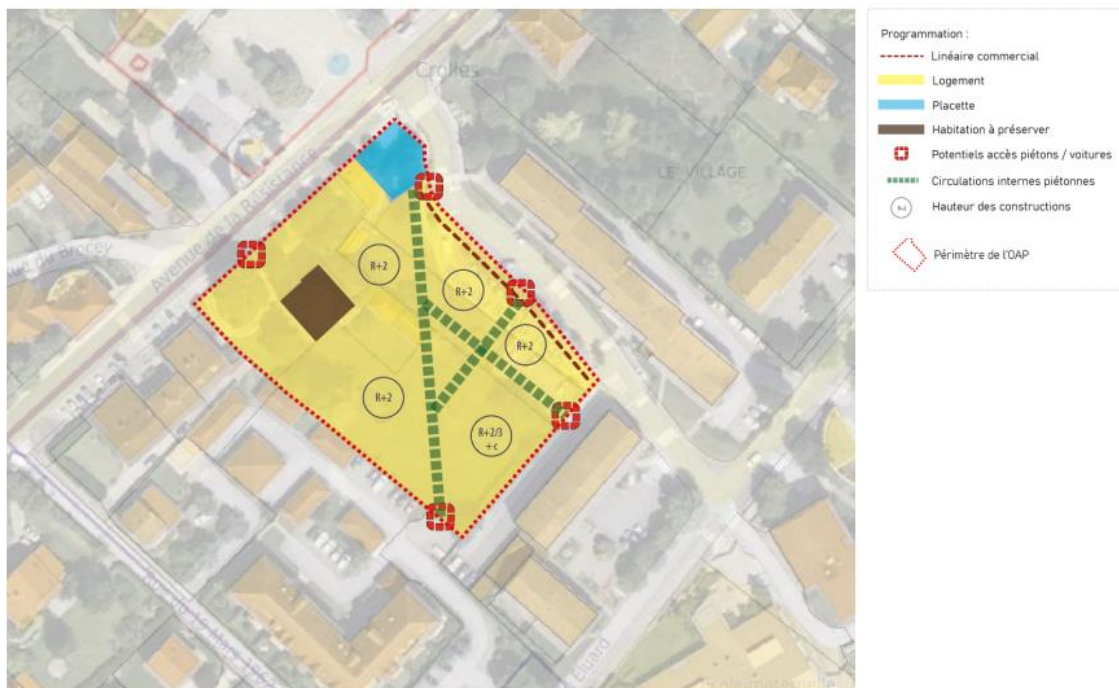 Crolles
Avenue de la Résistance
LE VILLAGE
R+2
R+2
R+2
R+2
R+2/3
+c
Eluard
Programmation :
Linéaire commercial
Logement
Placette
Habitation à préserver
Potentiels accès piétons / voitures
Circulations internes piétonnes
Hauteur des constructions
Périmètre de l'OAP